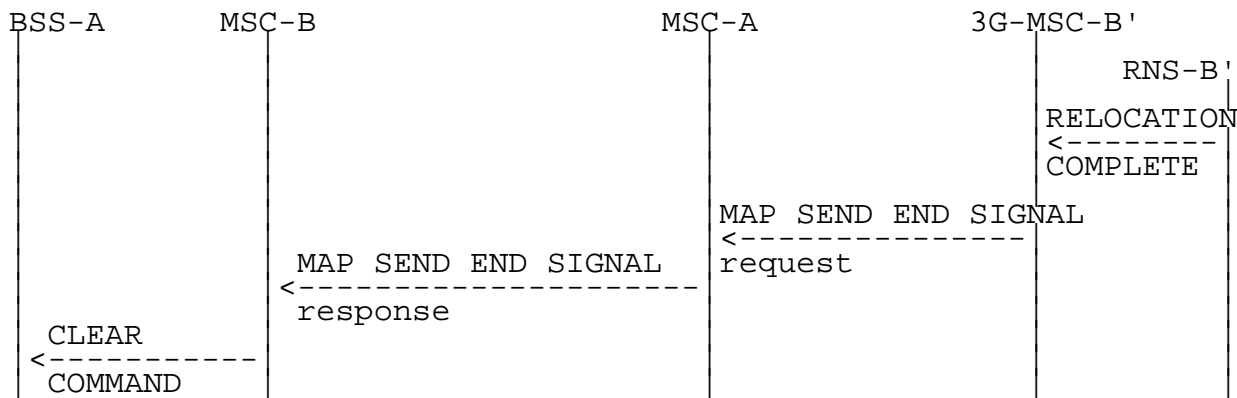 BSS-A MSC-B MSC-A 3G-MSC-B'
RNS-B'
RELOCATION
COMPLETE
MAP SEND END SIGNAL
request
MAP SEND END SIGNAL
response
CLEAR
COMMAND